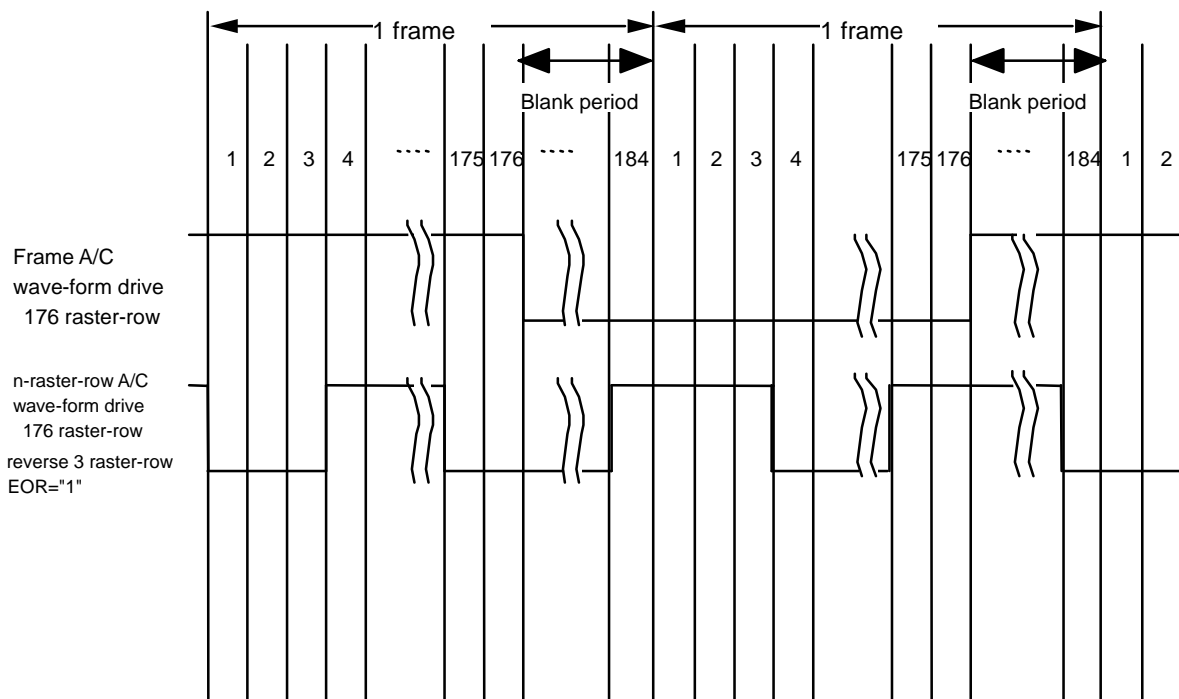 1 frame 1 frame
Blank period Blank period
1 2 3 4 ···· 175 176 ···· 184 1 2 3 4 175 176 ···· 184 1 2
Frame A/C
wave-form drive
176 raster-row
n-raster-row A/C
wave-form drive
176 raster-row
reverse 3 raster-row
EOR="1"